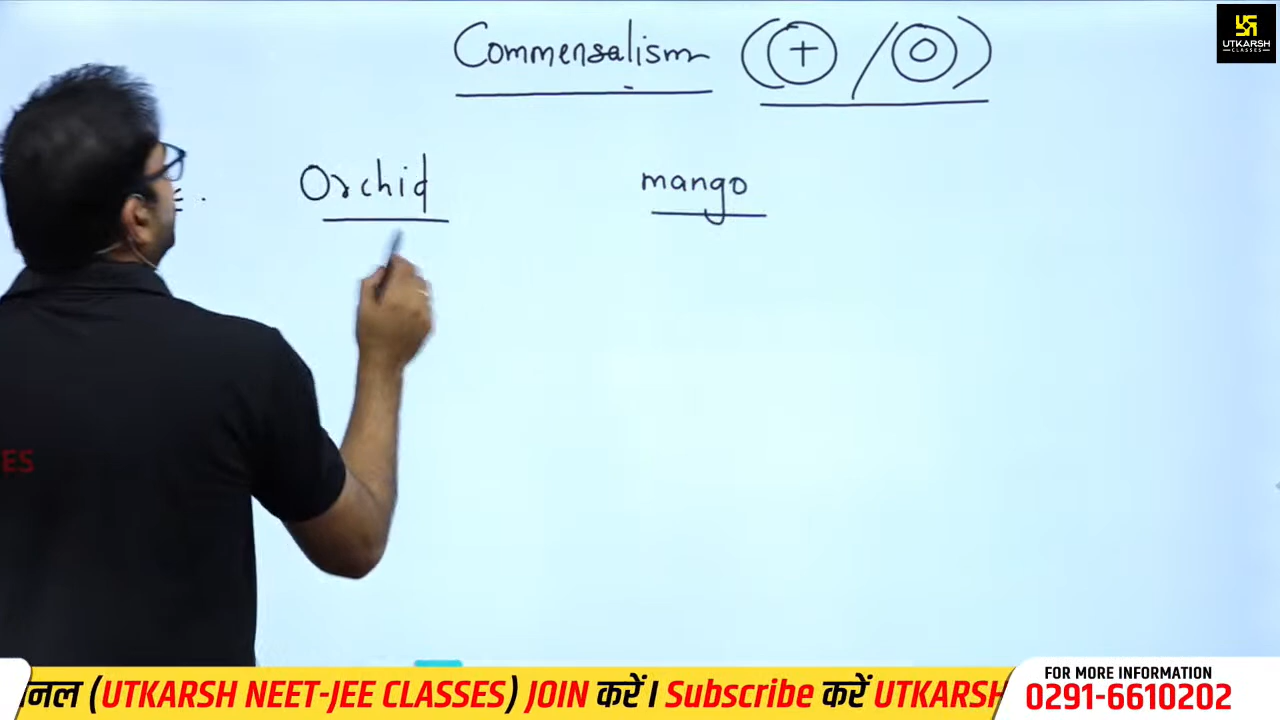 Commensalism (⊕ / ⓞ)
UTKARSH
CLASSES
Orchid mango
ES
नल (UTKARSH NEET-JEE CLASSES) JOIN करें I Subscribe करें UTKARSH
FOR MORE INFORMATION
0291-6610202